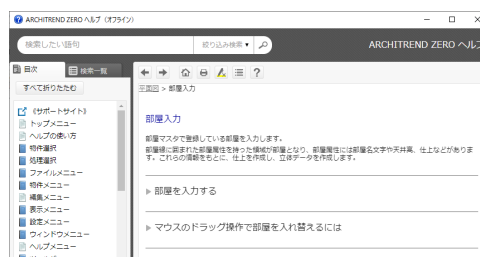 ARCHITREND ZERO ヘルプ (オフライン)
検索したい語句
絞り込み検索▼
ARCHITREND ZERO ヘル
目次
検索一覧
すべて折りたたむ
《サポートサイト》
トップメニュー
ヘルプの使い方
物件選択
処理選択
ファイルメニュー
物件メニュー
編集メニュー
表示メニュー
設定メニュー
ウィンドウメニュー
ヘルプメニュー
平面図 > 部屋入力
部屋入力
部屋マスタで登録している部屋を入力します。
部屋線に囲まれた部屋属性を持った領域が部屋となり、部屋属性には部屋名文字や天井高、仕上などがありま
す。これらの情報をもとに、仕上を作成し、立体データを作成します。
部屋を入力する
マウスのドラッグ操作で部屋を入れ替えるには